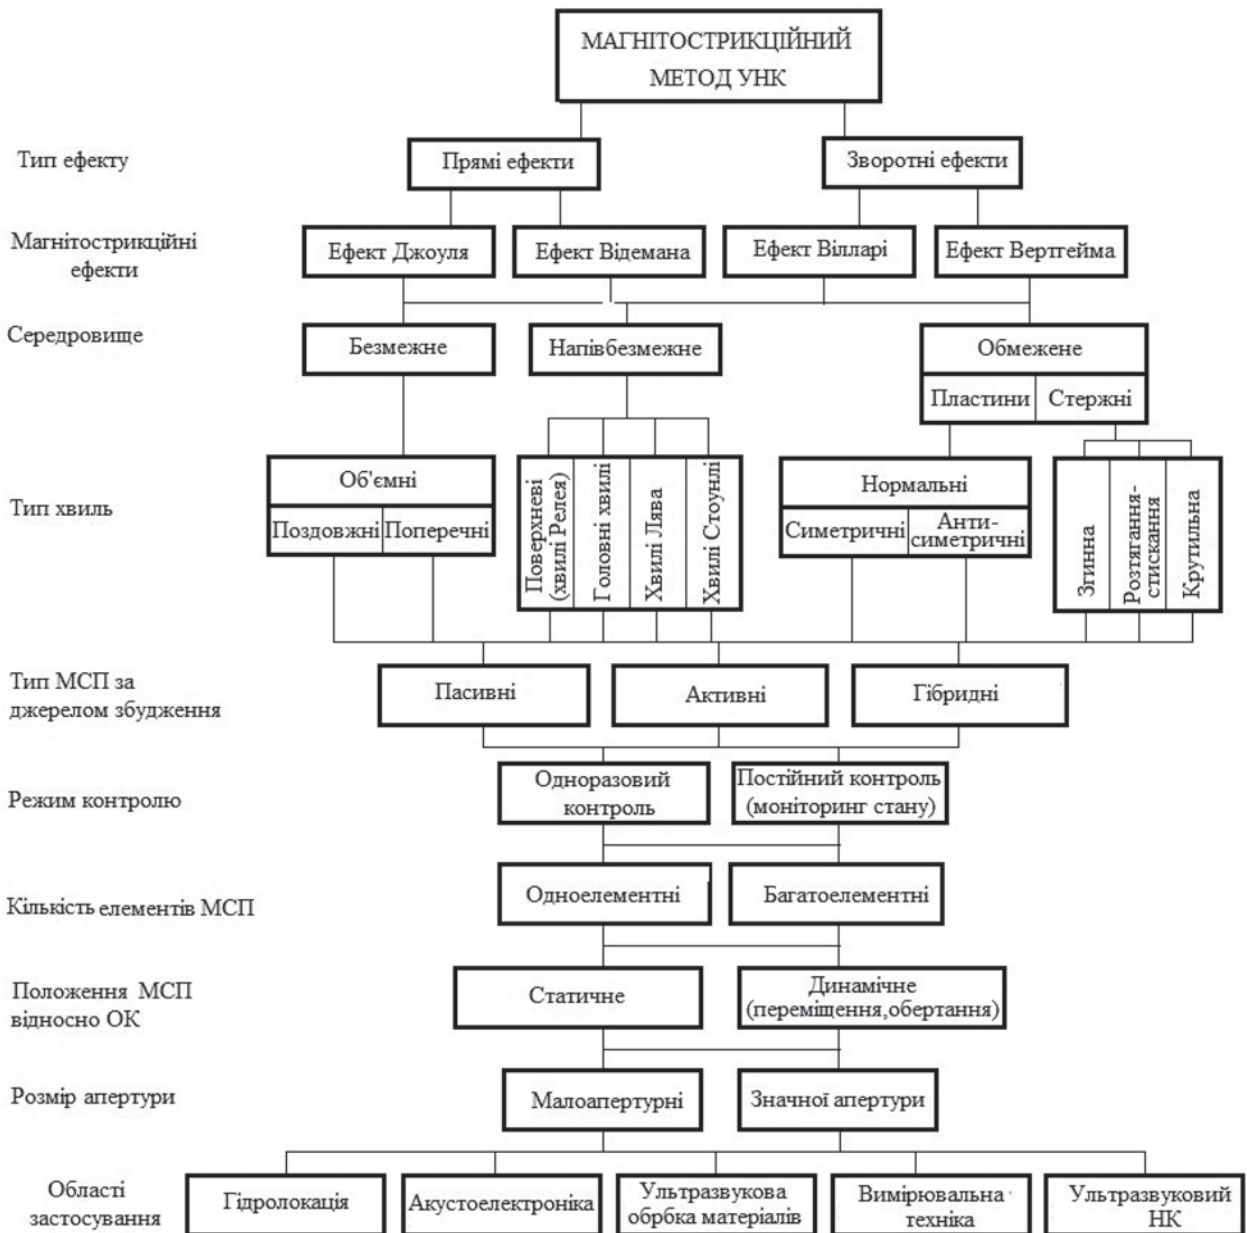 МАГНІТОСТРИКЦІЙНИЙ
МЕТОД УНК
Тип ефекту
Прямі ефекти
Зворотні ефекти
Магнітострикційні
ефекти
Ефект Джоуля
Ефект Відемана
Ефект Вілларі
Ефект Вертгейма
Середровище
Безмежне
Напівбезмежне
Обмежене
Пластини
Стержні
Тип хвиль
Об'ємні
Поздовжні
Поперечні
Поверхневі
(хвилі Релея)
Головні хвилі
Хвилі Лява
Хвилі Стоунлі
Нормальні
Симетричні
Анти-
симетричні
Згинна
Розтягання-
стискання
Крутильна
Тип МСП за
джерелом збудження
Пасивні
Активні
Гібридні
Режим контролю
Одноразовий
контроль
Постійний контроль
(моніторинг стану)
Кількість елементів МСП
Одноелементні
Багатоелементні
Положення МСП
відносно ОК
Статичне
Динамічне
(переміщення,обертання)
Розмір апертури
Малоапертурні
Значної апертури
Області
застосування
Гідролокація
Акустоелектроніка
Ультразвукова
обрбка матеріалів
Вимірювальна
техніка
Ультразвуковий
НК